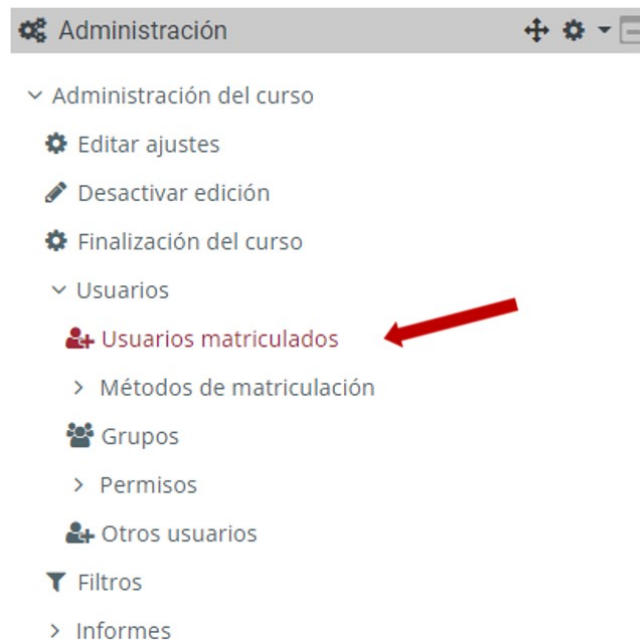 Administración
Administración del curso
Editar ajustes
Desactivar edición
Finalización del curso
Usuarios
Usuarios matriculados
Métodos de matriculación
Grupos
Permisos
Otros usuarios
Filtros
Informes